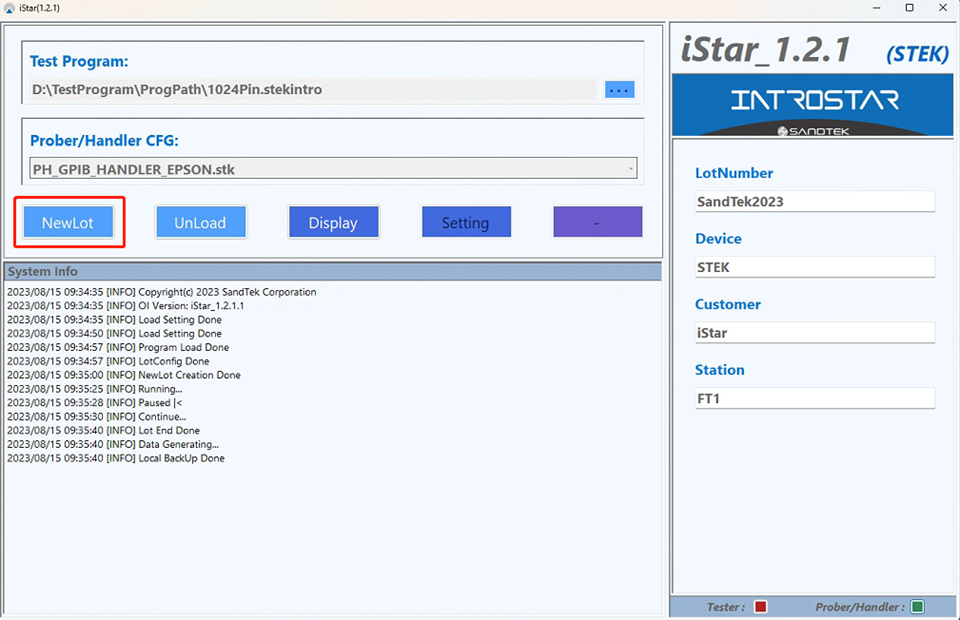 iStar(1.2.1)
Test Program:
D:\TestProgram\ProgPath\1024Pin.stekintro
...
Prober/Handler CFG:
PH_GPIB_HANDLER_EPSON.stk
NewLot
UnLoad
Display
Setting
-
System Info
2023/08/15 09:34:35 [INFO] Copyright(c) 2023 SandTek Corporation
2023/08/15 09:34:35 [INFO] OI Version: iStar_1.2.1.1
2023/08/15 09:34:35 [INFO] Load Setting Done
2023/08/15 09:34:50 [INFO] Load Setting Done
2023/08/15 09:34:57 [INFO] Program Load Done
2023/08/15 09:34:57 [INFO] LotConfig Done
2023/08/15 09:35:00 [INFO] NewLot Creation Done
2023/08/15 09:35:25 [INFO] Running...
2023/08/15 09:35:28 [INFO] Paused |<
2023/08/15 09:35:30 [INFO] Continue...
2023/08/15 09:35:40 [INFO] Lot End Done
2023/08/15 09:35:40 [INFO] Data Generating...
2023/08/15 09:35:40 [INFO] Local BackUp Done
iStar_1.2.1 (STEK)
INTROSTAR
SANDTEK
LotNumber
SandTek2023
Device
STEK
Customer
iStar
Station
FT1
Tester : Prober/Handler :